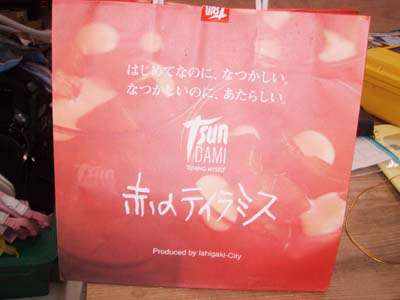 はじめてなのに、なつかしい。
なつかしいのに、あたらしい。
Tsun
DAMI
赤いのティラミス
Produced by Ishigaki-City